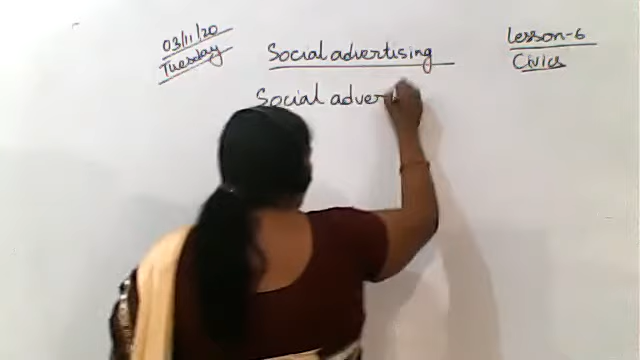 03/11/20
Tuesday
Social advertising
Lesson-6
Civics
Social adver